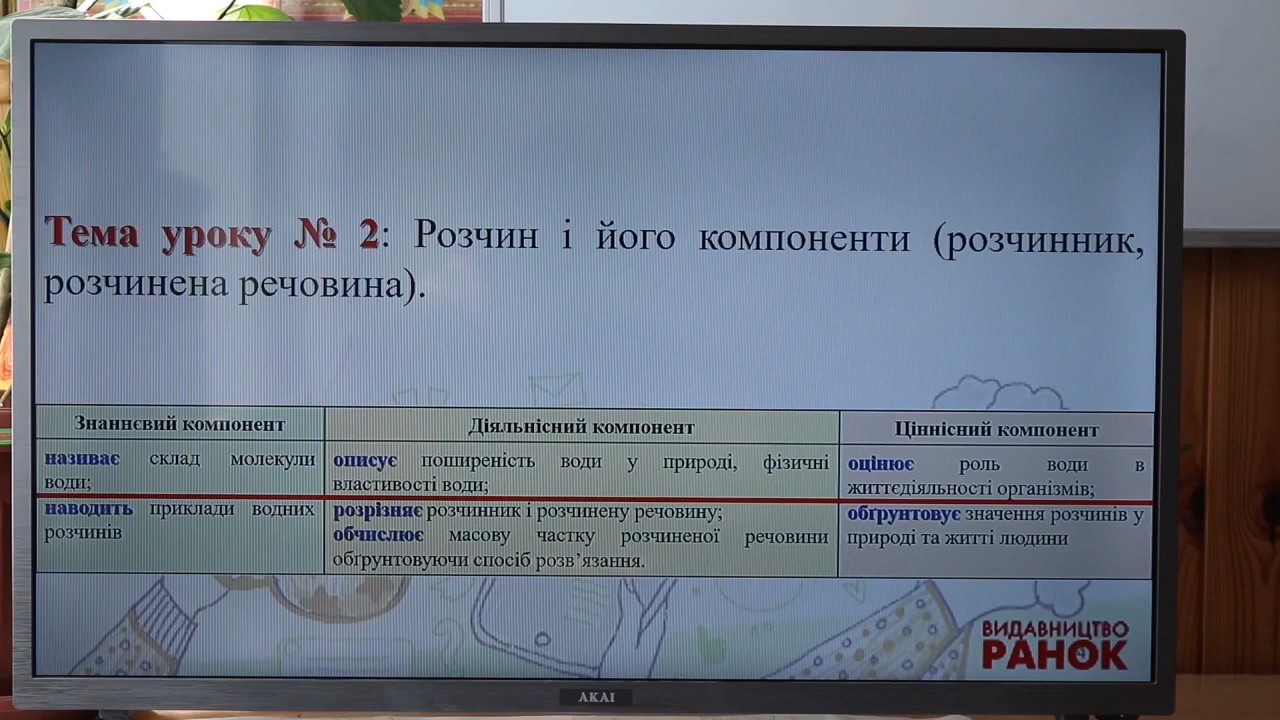 Тема уроку № 2: Розчин і його компоненти (розчинник,
розчинена речовина).
Знаннєвий компонент
Діяльнісний компонент
Ціннісний компонент
називає склад молекули
води;
описує поширеність води у природі, фізичні
властивості води;
оцінює роль води в
життєдіяльності організмів;
наводить приклади водних
розчинів
розрізняє розчинник і розчинену речовину;
обчислює масову частку розчиненої речовини
обґрунтовуючи спосіб розв’язання.
обґрунтовує значення розчинів у
природі та житті людини
ВИДАВНИЦТВО
РАНОК
4
AKAI